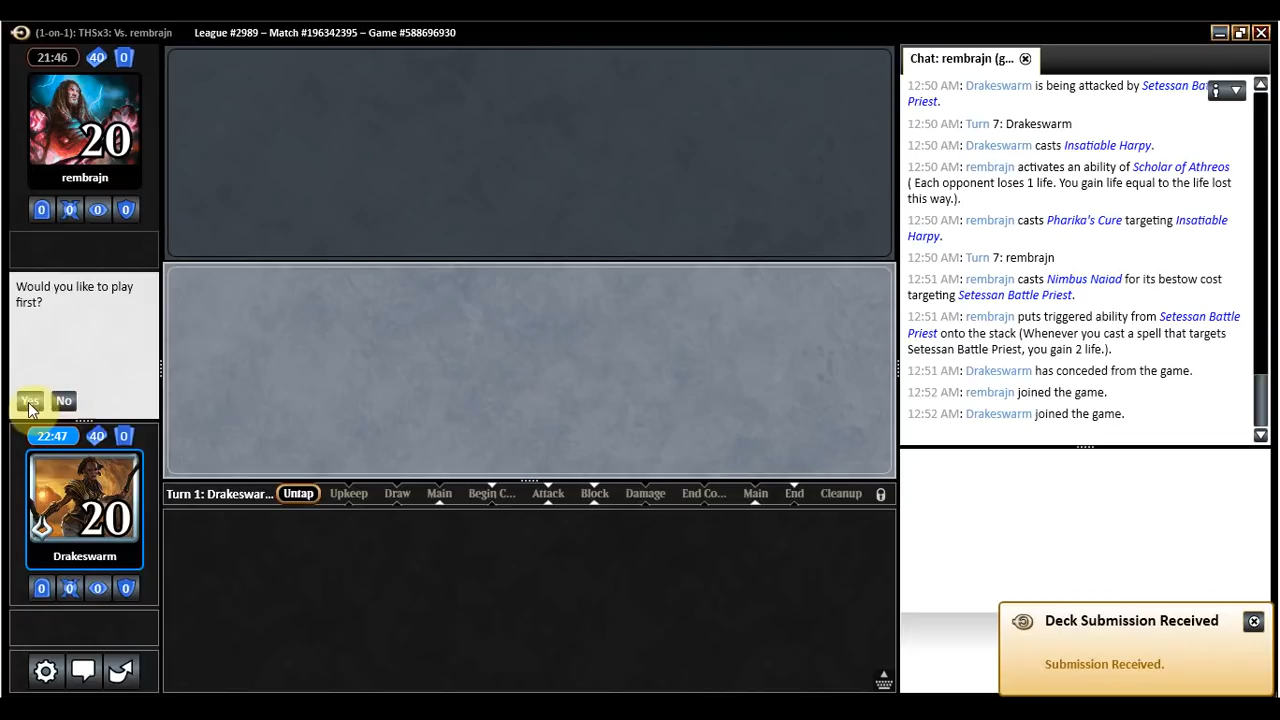 (1-on-1): THSx3: Vs. rembrajn
League #2989 – Match #196342395 – Game #588696930
21:46
40
0
20
rembrajn
0
0
0
0
Would you like to play
first?
Yes
No
22:47
40
0
20
Drakeswarm
0
0
0
0
Turn 1: Drakeswar...
Untap
Upkeep
Draw
Main
Begin C...
Attack
Block
Damage
End Co...
Main
End
Cleanup
Chat: rembrajn (g...
12:50 AM: Drakeswarm is being attacked by Setessan Bat
Priest.
12:50 AM: Turn 7: Drakeswarm
12:50 AM: Drakeswarm casts Insatiable Harpy.
12:50 AM: rembrajn activates an ability of Scholar of Athreos
( Each opponent loses 1 life. You gain life equal to the life lost
this way.).
12:50 AM: rembrajn casts Pharika's Cure targeting Insatiable
Harpy.
12:50 AM: Turn 7: rembrajn
12:51 AM: rembrajn casts Nimbus Naiad for its bestow cost
targeting Setessan Battle Priest.
12:51 AM: rembrajn puts triggered ability from Setessan Battle
Priest onto the stack (Whenever you cast a spell that targets
Setessan Battle Priest, you gain 2 life.).
12:51 AM: Drakeswarm has conceded from the game.
12:52 AM: rembrajn joined the game.
12:52 AM: Drakeswarm joined the game.
Deck Submission Received
Submission Received.